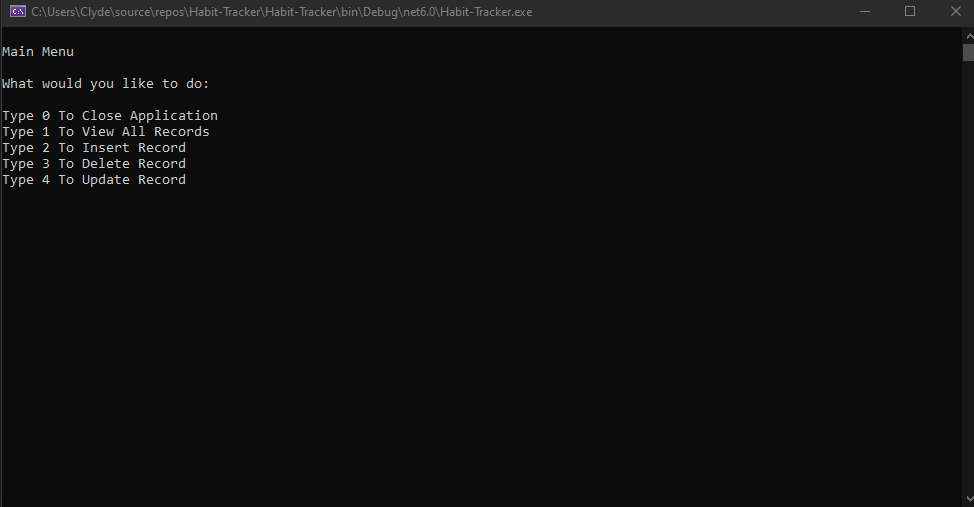 C:\Users\Clyde\source\repos\Habit-Tracker\Habit-Tracker\bin\Debug\net6.0\Habit-Tracker.exe
Main Menu
What would you like to do:
Type 0 To Close Application
Type 1 To View All Records
Type 2 To Insert Record
Type 3 To Delete Record
Type 4 To Update Record